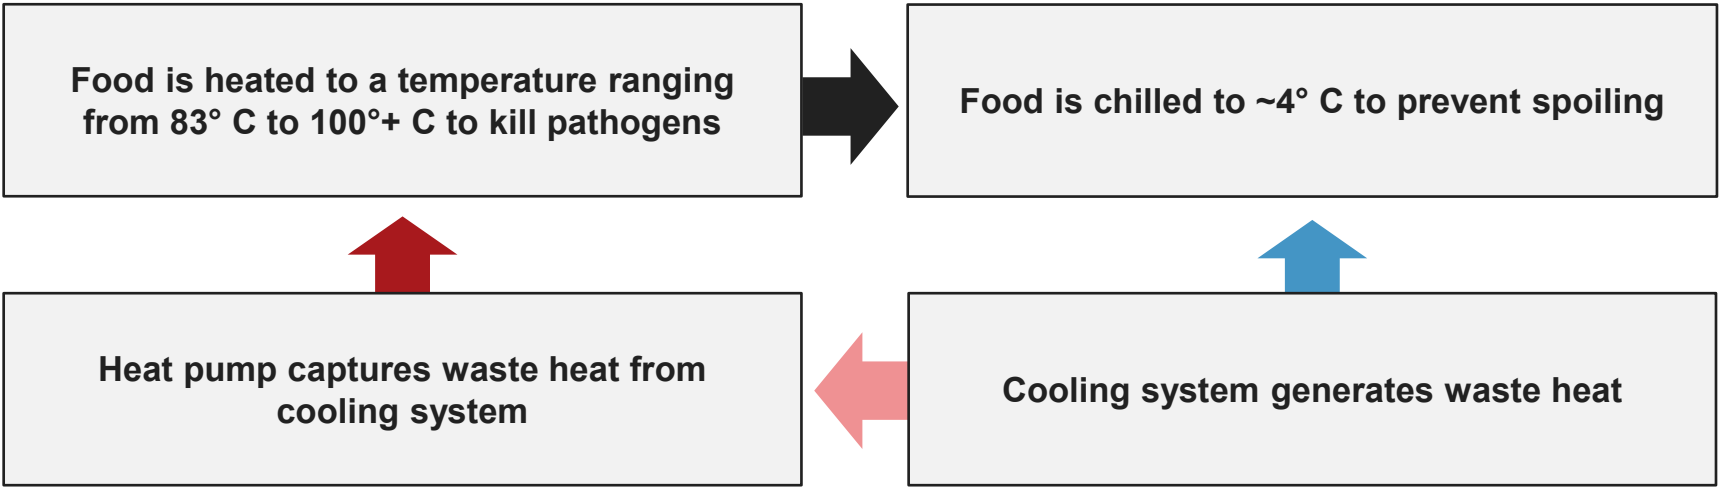 Food is heated to a temperature ranging
from 83° C to 100°+ C to kill pathogens
Food is chilled to ~4° C to prevent spoiling
Heat pump captures waste heat from
cooling system
Cooling system generates waste heat